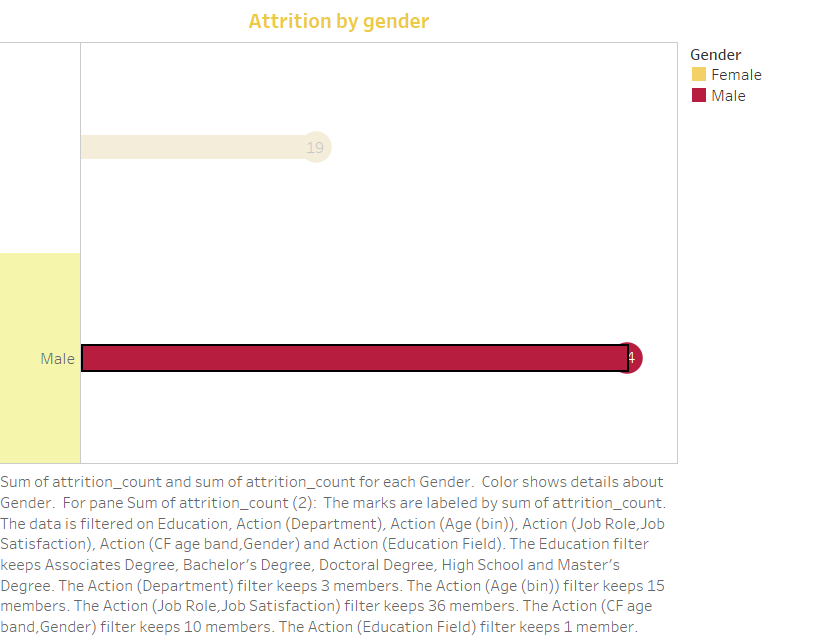 Attrition by gender
Gender
Female
Male
19
Male
4
Sum of attrition_count and sum of attrition_count for each Gender.  Color shows details about
Gender.  For pane Sum of attrition_count (2):  The marks are labeled by sum of attrition_count.
The data is filtered on Education, Action (Department), Action (Age (bin)), Action (Job Role,Job
Satisfaction), Action (CF age band,Gender) and Action (Education Field). The Education filter
keeps Associates Degree, Bachelor’s Degree, Doctoral Degree, High School and Master’s
Degree. The Action (Department) filter keeps 3 members. The Action (Age (bin)) filter keeps 15
members. The Action (Job Role,Job Satisfaction) filter keeps 36 members. The Action (CF age
band,Gender) filter keeps 10 members. The Action (Education Field) filter keeps 1 member.